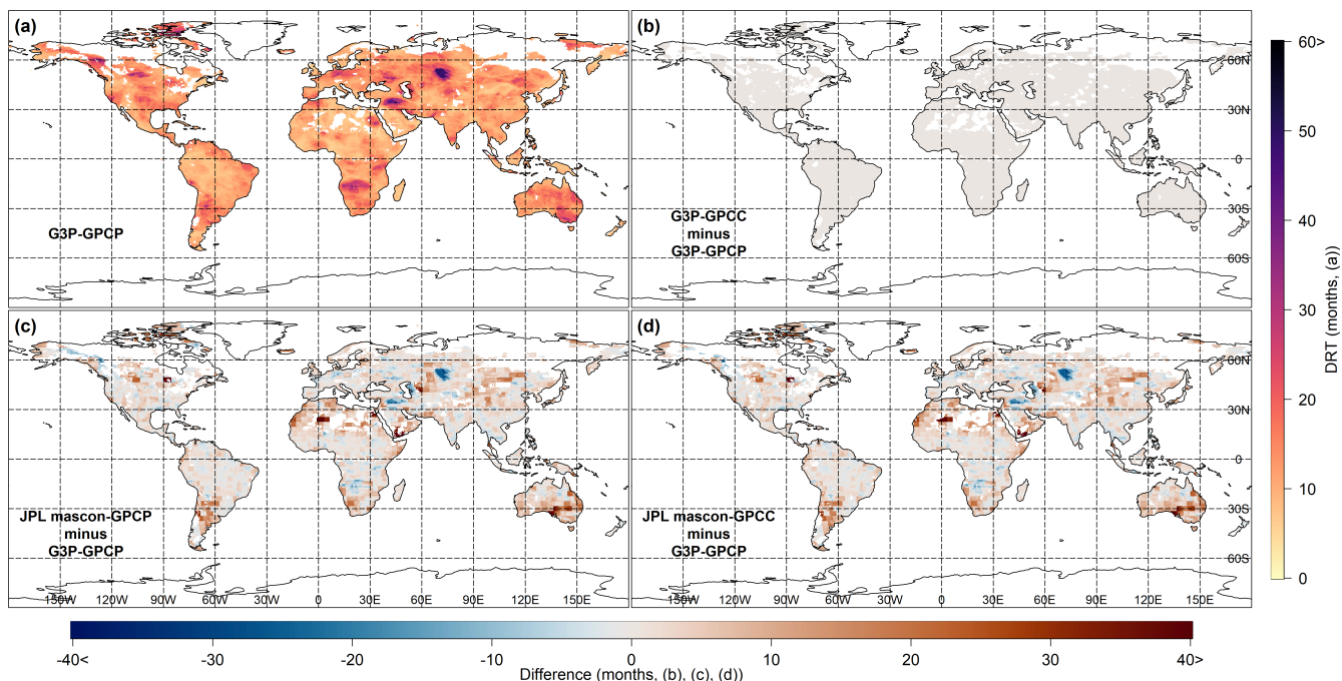 (a)
G3P-GPCP
(b)
60N
30N
0
30S
60S
G3P-GPCC
minus
G3P-GPCP
(c)
JPL mascon-GPCP
minus
G3P-GPCP
150W 120W 90W 60W 30W 0 30E 60E 90E 120E 150E
(d)
60N
30N
0
30S
60S
JPL mascon-GPCC
minus
G3P-GPCP
150W 120W 90W 60W 30W 0 30E 60E 90E 120E 150E
60>
50
40
30
20
10
0
DRT (months, (a))
-40< -30 -20 -10 0 10 20 30 40>
Difference (months, (b), (c), (d))